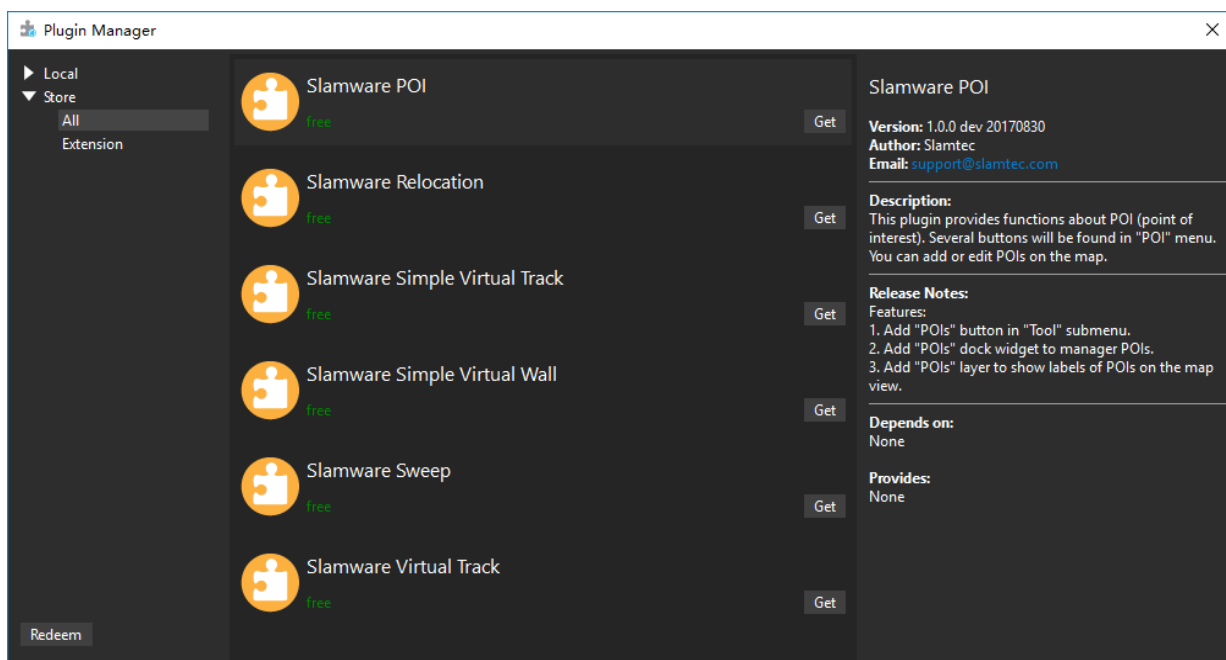 Plugin Manager
Local
Store
All
Extension
Redeem
Slamware POI
free
Get
Slamware Relocation
free
Get
Slamware Simple Virtual Track
free
Get
Slamware Simple Virtual Wall
free
Get
Slamware Sweep
free
Get
Slamware Virtual Track
free
Get
Slamware POI
Version: 1.0.0 dev 20170830
Author: Slamtec
Email: support@slamtec.com
Description:
This plugin provides functions about POI (point of
interest). Several buttons will be found in "POI" menu.
You can add or edit POIs on the map.
Release Notes:
Features:
1. Add "POIs" button in "Tool" submenu.
2. Add "POIs" dock widget to manager POIs.
3. Add "POIs" layer to show labels of POIs on the map
view.
Depends on:
None
Provides:
None